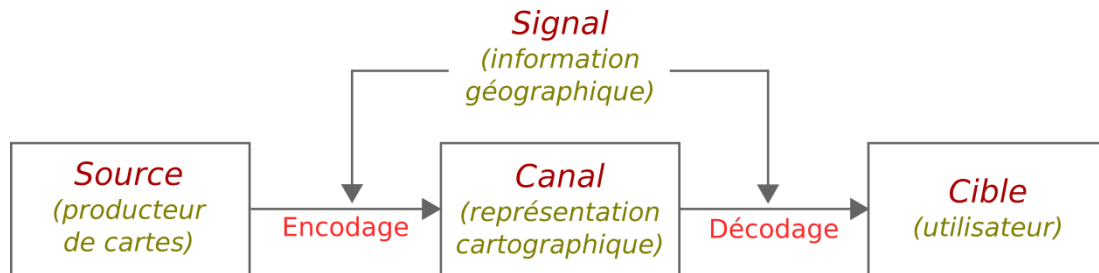 Signal
(information
géographique)
Source
(producteur
de cartes)
Encodage
Canal
(représentation
cartographique)
Décodage
Cible
(utilisateur)